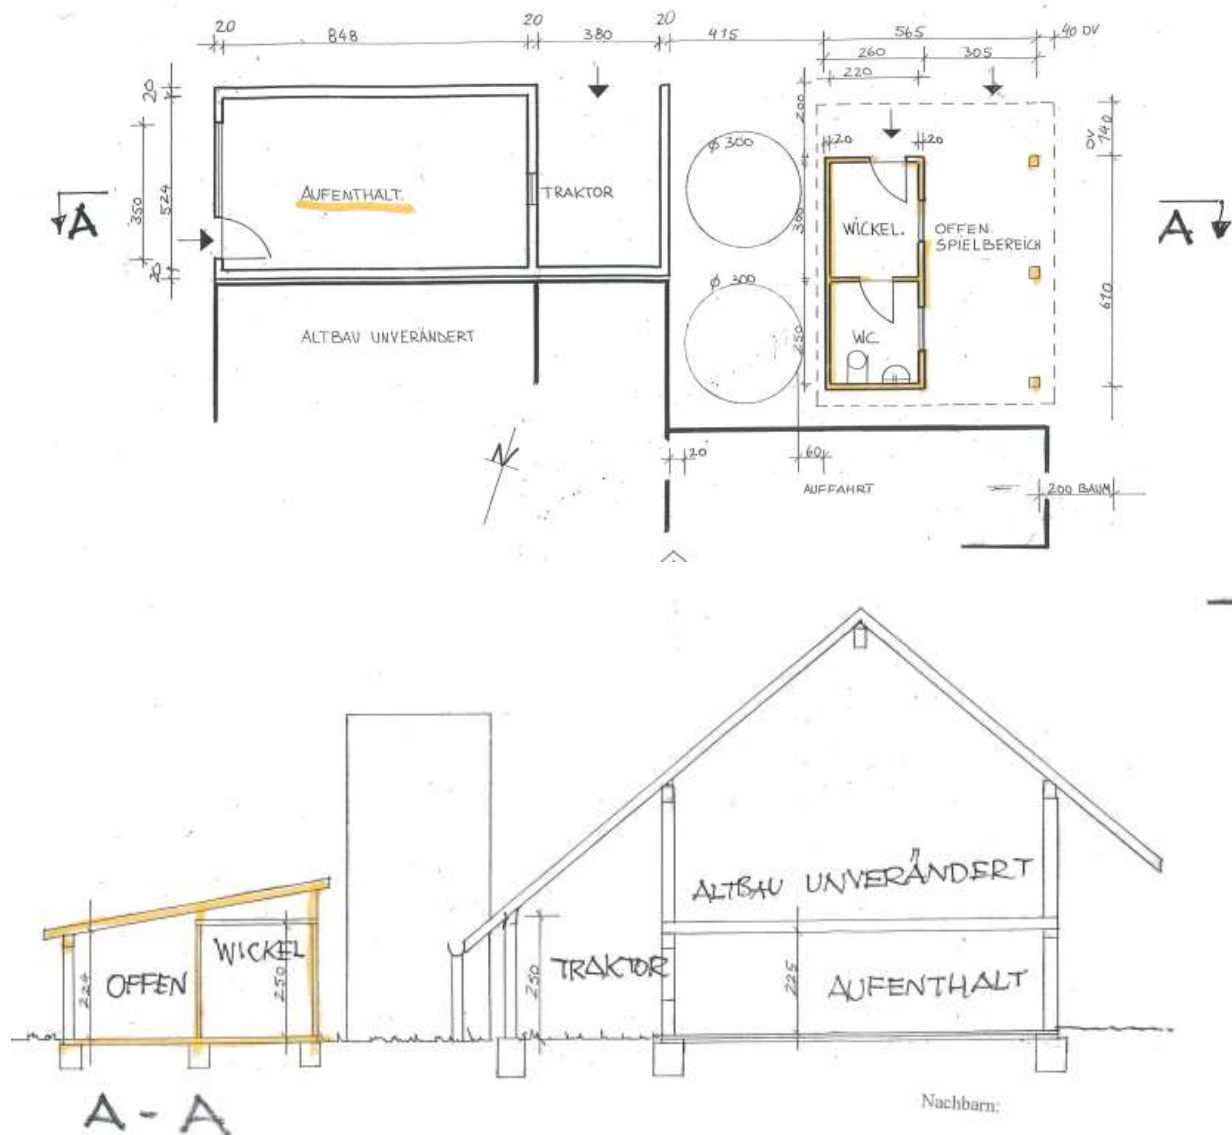 20 848 20 380 20 415 565 40 DV
260 305
220
20 350 524 20
200 300 250
Ø 300
Ø 300
20 20
DV 140
670
A
AUFENTHALT.
TRAKTOR
WICKEL.
OFFEN.
SPIELBEREICH
A
WC
ALTBAU UNVERÄNDERT
N
20
60
AUFFAHRT
200 BAUM
ALTBAU UNVERÄNDERT
OFFEN
WICKEL
224
250
250
TRAKTOR
225
AUFENTHALT
A - A
Nachbarn: